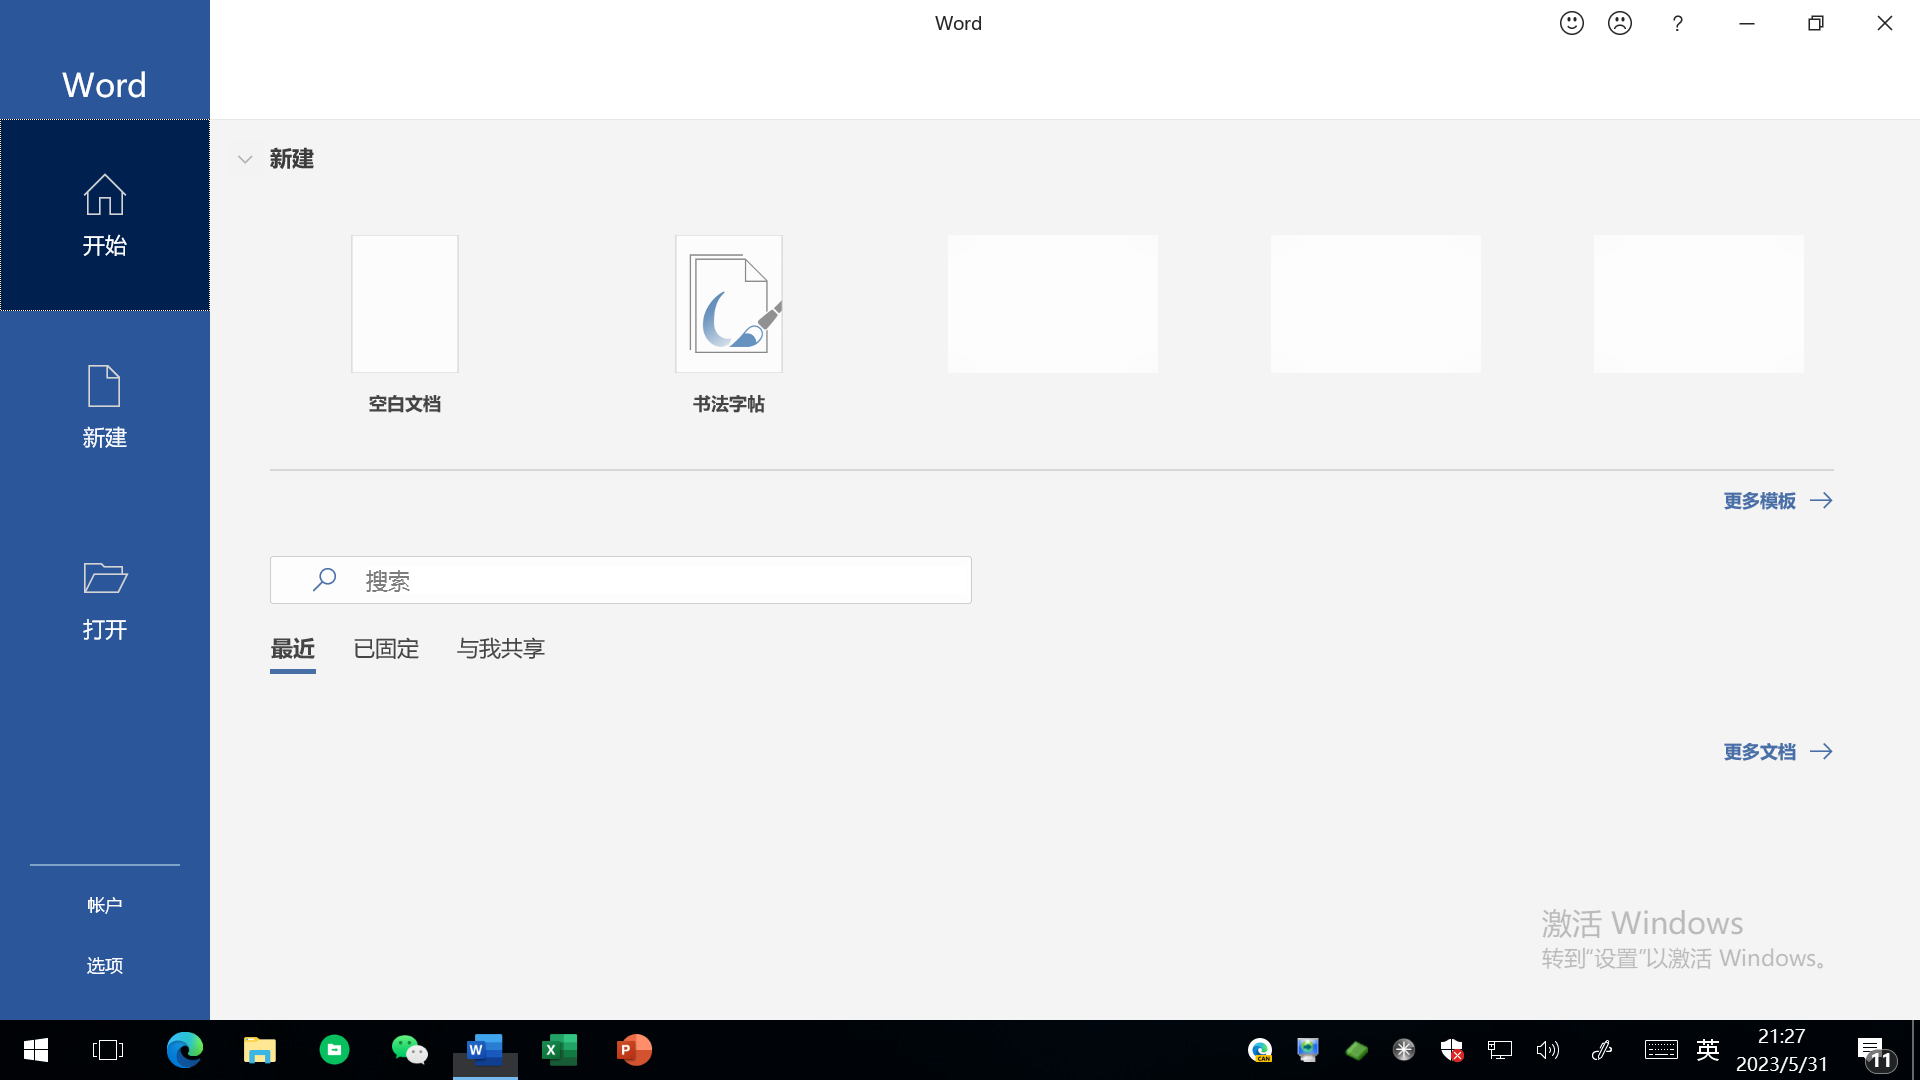 Word
Word
开始
新建
打开
帐户
选项
新建
空白文档
书法字帖
更多模板
搜索
最近 已固定 与我共享
更多文档
激活 Windows
转到"设置"以激活 Windows。
CAN
英
21:27
2023/5/31
11